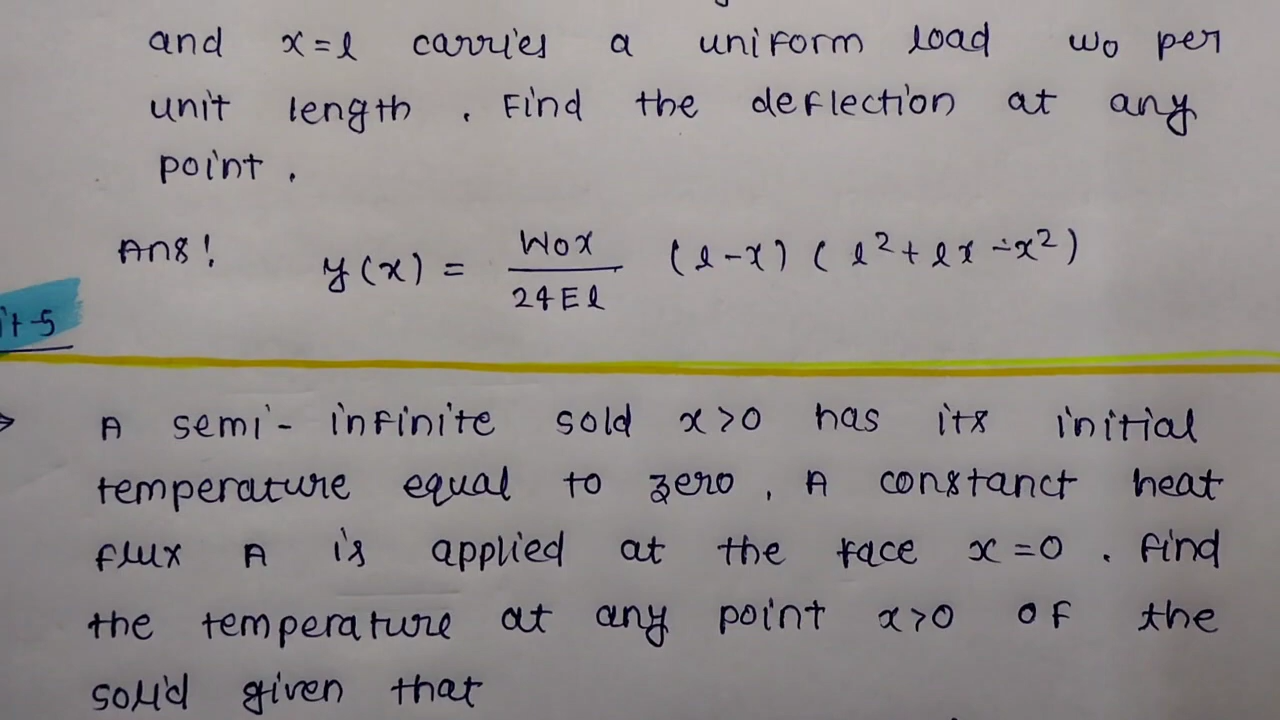 and x=l carries a uniform load w₀ per
unit length. Find the deflection at any
point.
Ans! y(x) = W₀x/24El (l-x) (l²+lx-x²)
it-5
→ A semi-infinite sold x>0 has its initial
temperature equal to zero. A constanct heat
flux A is applied at the face x=0. find
the temperature at any point x>0 of the
solid given that